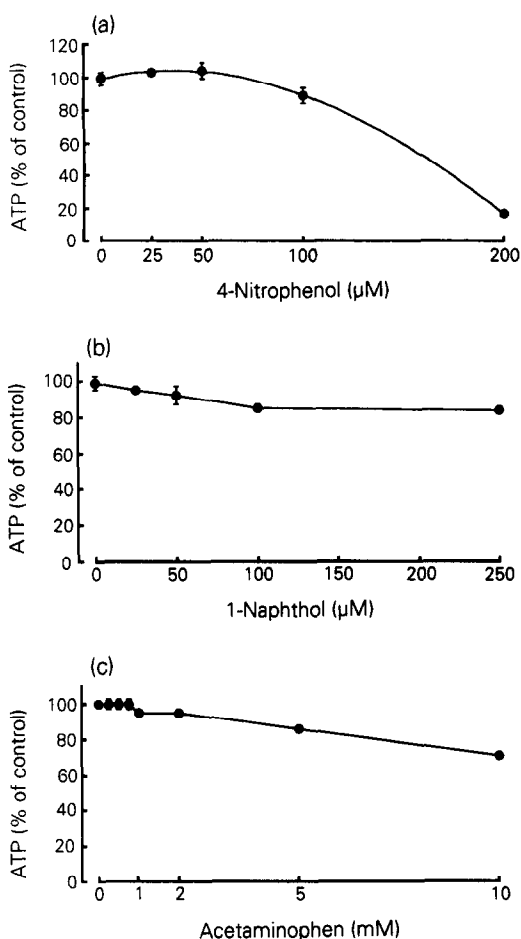 (a)
ATP (% of control)
120
100
80
60
40
20
0
0 25 50 100 200
4-Nitrophenol (μM)
(b)
ATP (% of control)
100
80
60
40
20
0
0 50 100 150 200 250
1-Naphthol (μM)
(c)
ATP (% of control)
100
80
60
40
20
0
0 1 2 5 10
Acetaminophen (mM)